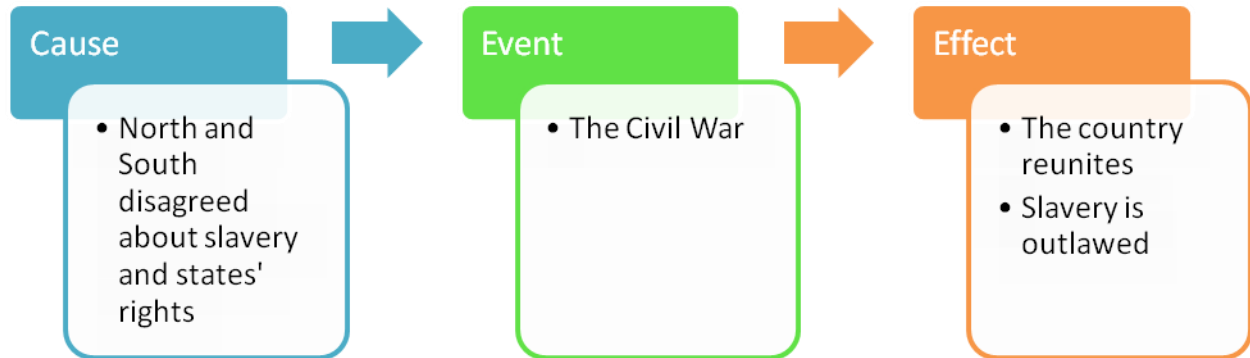 Cause
• North and
South
disagreed
about slavery
and states'
rights
Event
• The Civil War
Effect
• The country
reunites
• Slavery is
outlawed